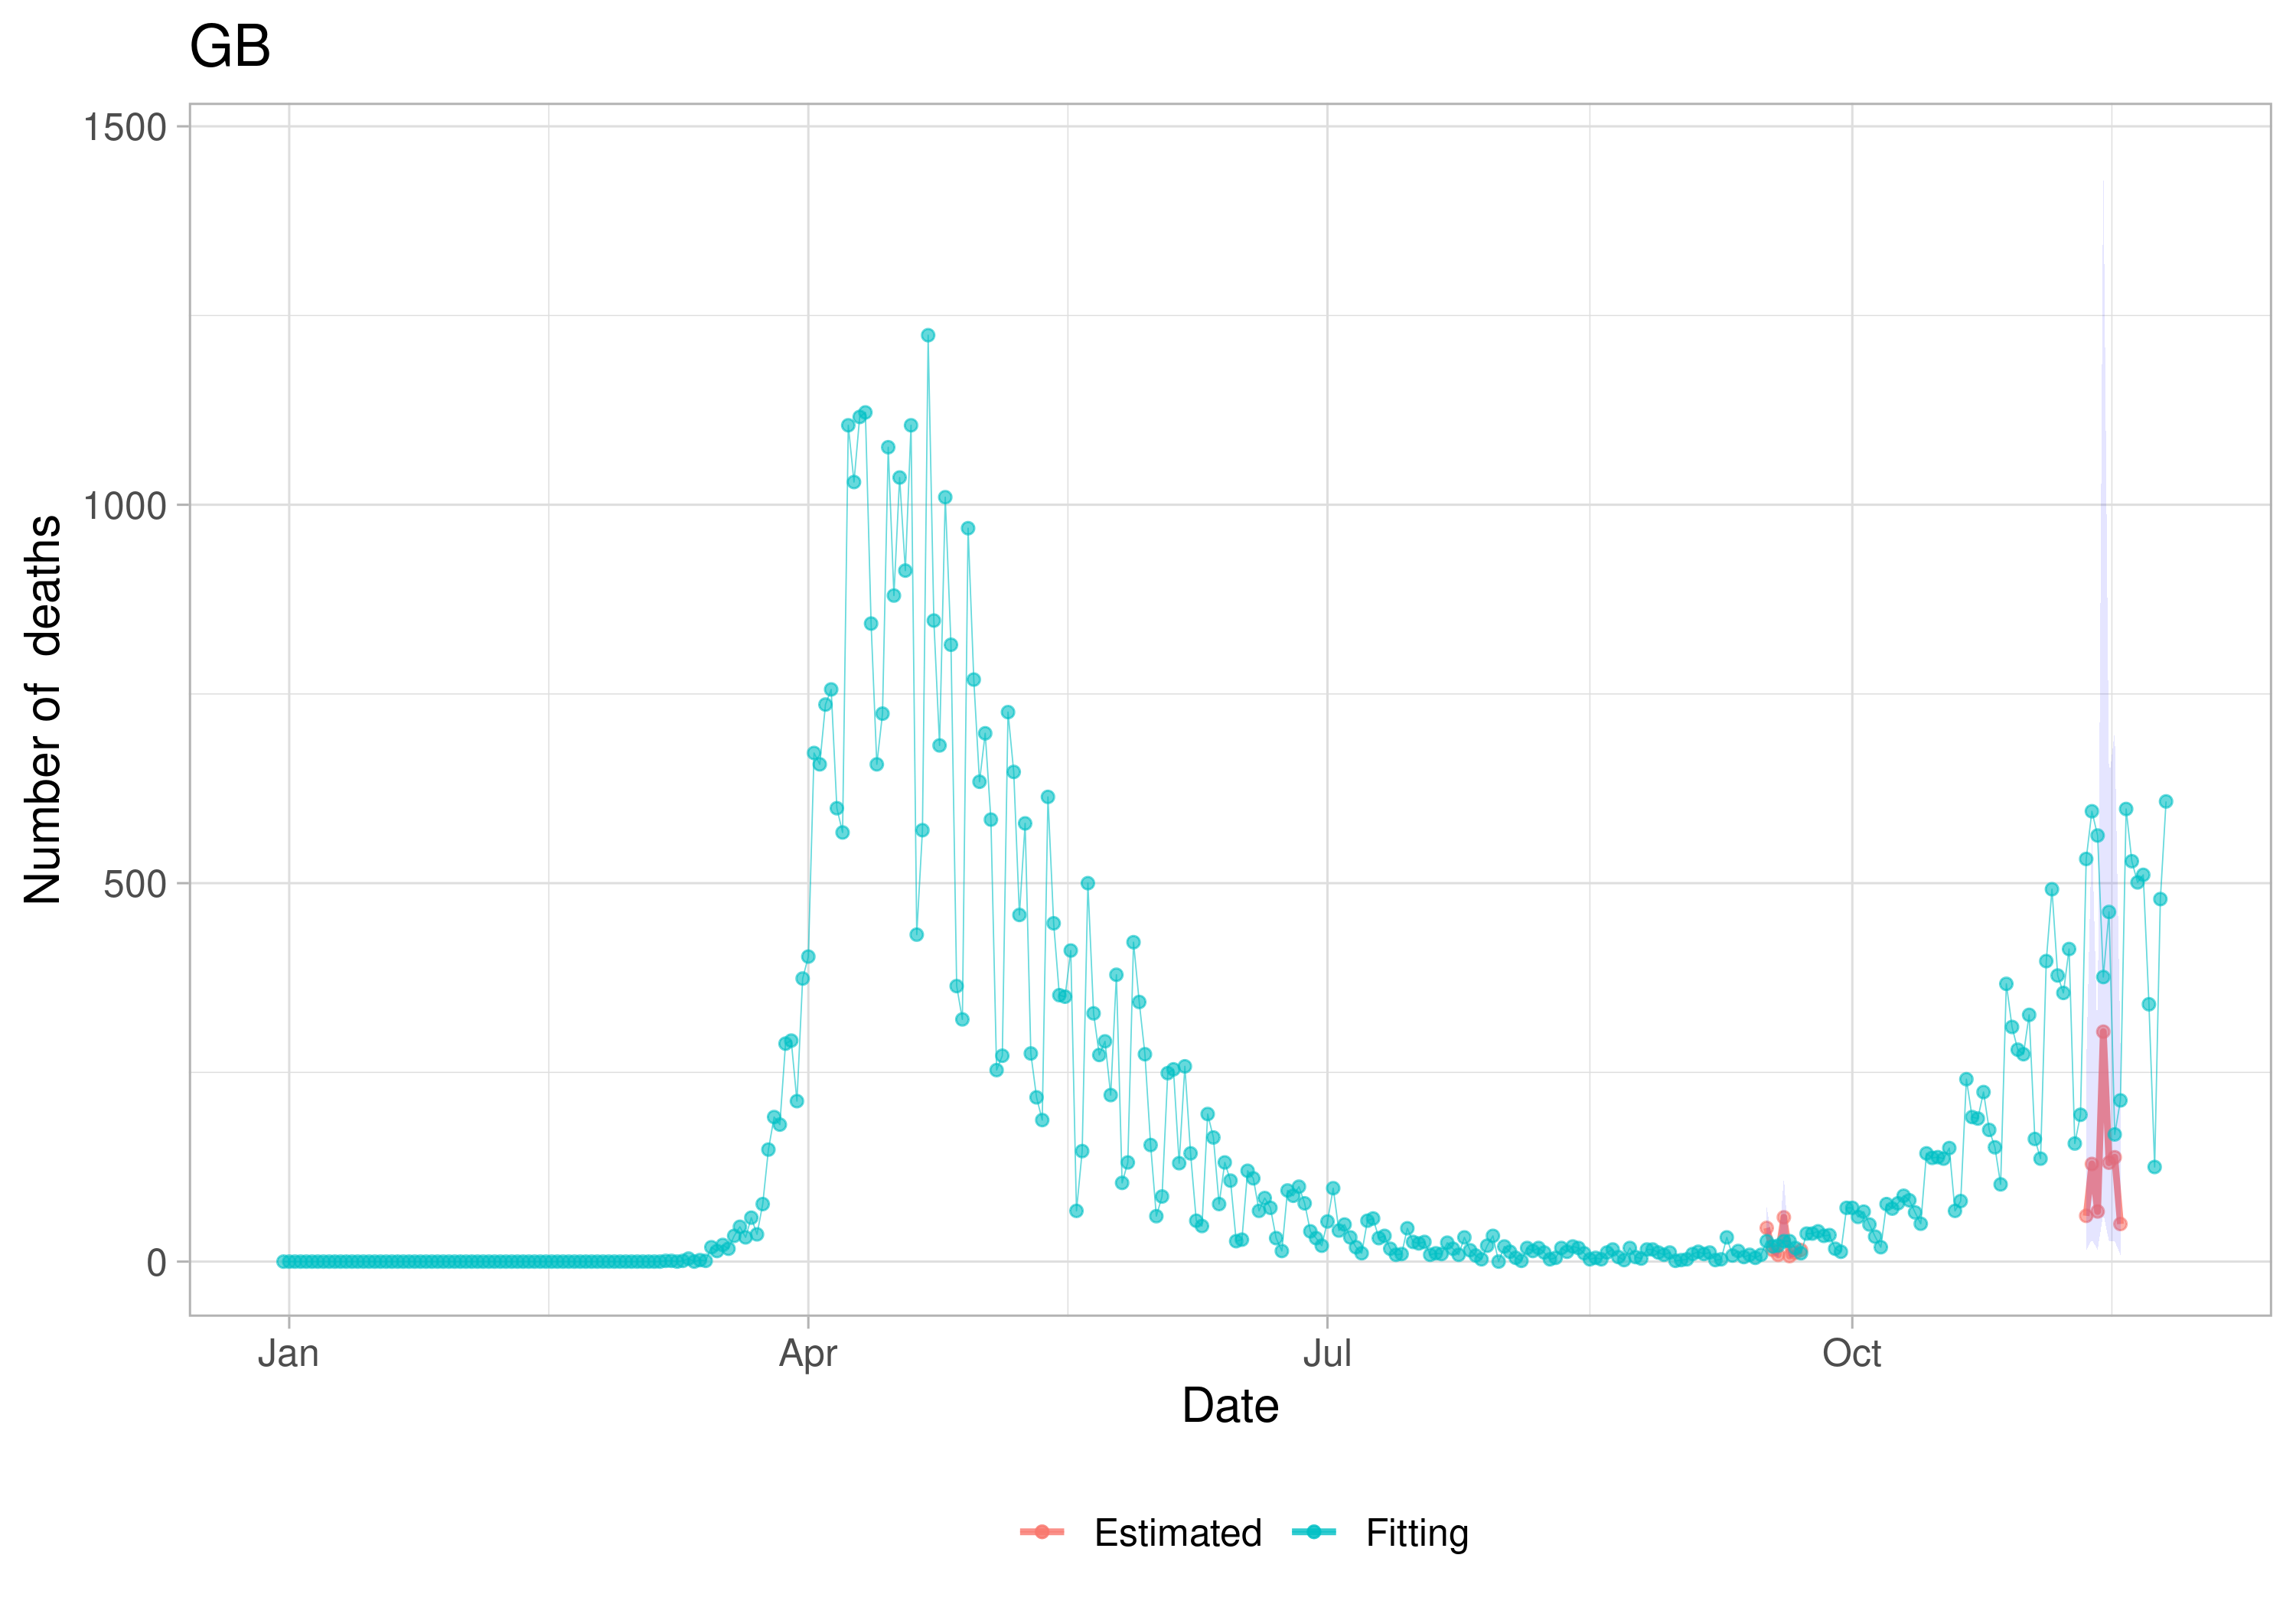 GB
1500
1000
500
0
Number of deaths
Jan Apr Jul Oct
Date
Estimated Fitting